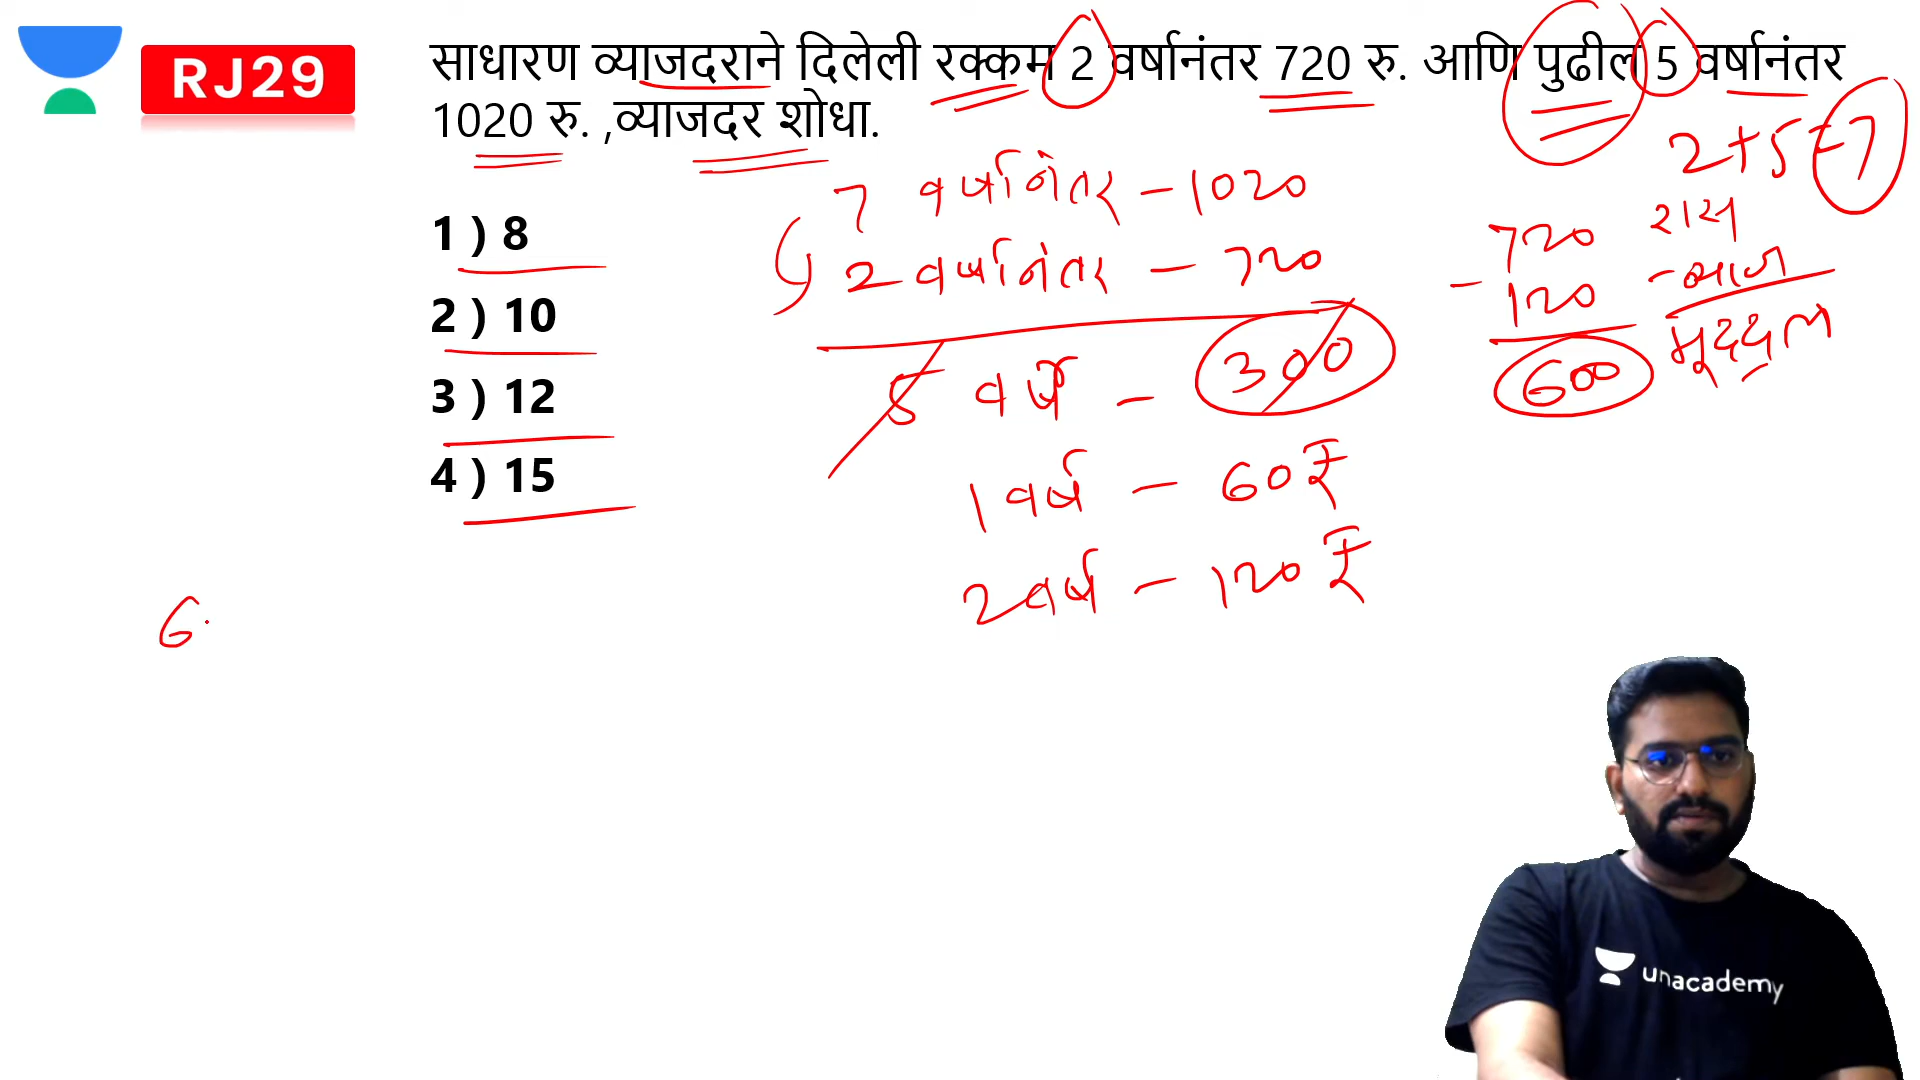 RJ29
साधारण व्याजदराने दिलेली रक्कम 2 वर्षानंतर 720 रु. आणि पुढील 5 वर्षानंतर
1020 रु. ,व्याजदर शोधा.
2+5=7
7 वर्षानंतर - 1020
2 वर्षानंतर - 720
1 ) 8
2 ) 10
3 ) 12
4 ) 15
5 वर्षे - 300
1 वर्ष - 60 ₹
2 वर्ष - 120 ₹
720
- 120
600
रास
- व्याज
मुद्दल
6
unacademy